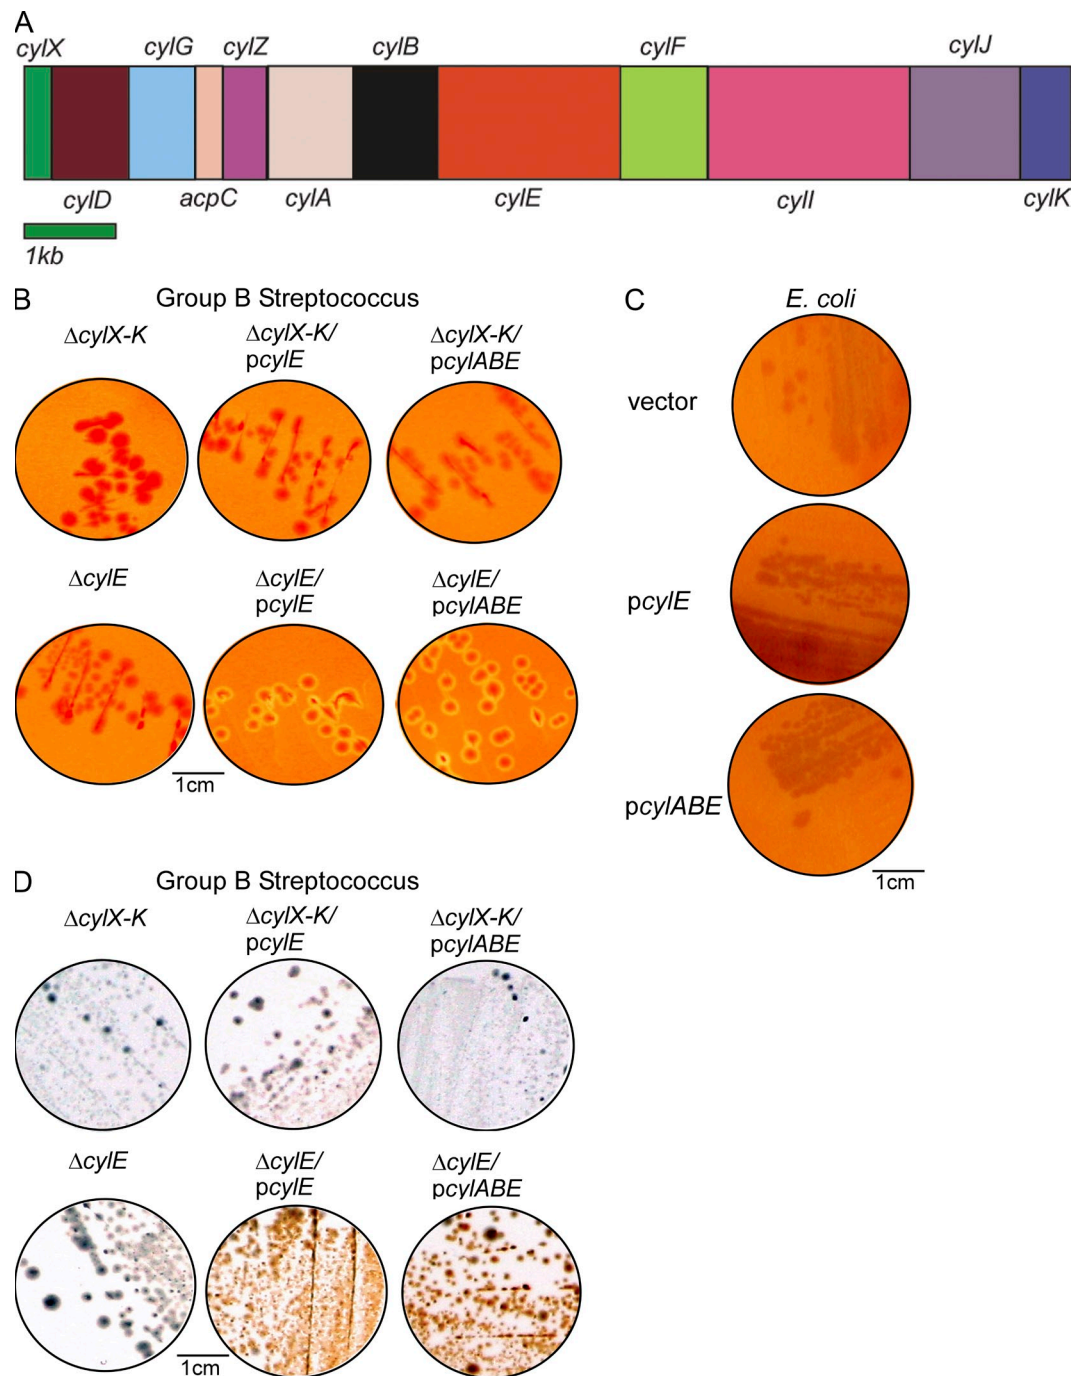 A
cylX cylG cylZ cylB cylF cylJ
cylD acpC cylA cylE cylI cylK
1kb
B Group B Streptococcus
ΔcylX-K ΔcylX-K/ ΔcylX-K/
pcylE pcylABE
ΔcylE ΔcylE/ ΔcylE/
pcylE pcylABE
1cm
C E. coli
vector
pcylE
pcylABE
1cm
D Group B Streptococcus
ΔcylX-K ΔcylX-K/ ΔcylX-K/
pcylE pcylABE
ΔcylE ΔcylE/ ΔcylE/
pcylE pcylABE
1cm